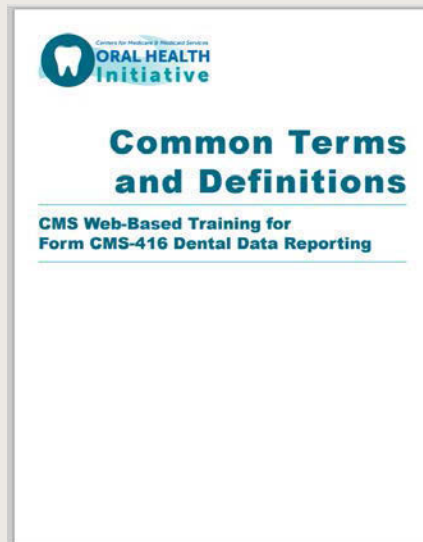 Centers for Medicare & Medicaid Services
ORAL HEALTH
Initiative
Common Terms
and Definitions
CMS Web-Based Training for
Form CMS-416 Dental Data Reporting